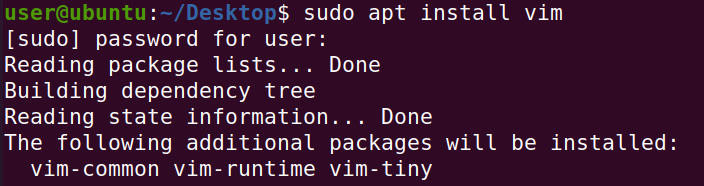 user@ubuntu:~/Desktop$ sudo apt install vim
[sudo] password for user:
Reading package lists... Done
Building dependency tree
Reading state information... Done
The following additional packages will be installed:
  vim-common vim-runtime vim-tiny